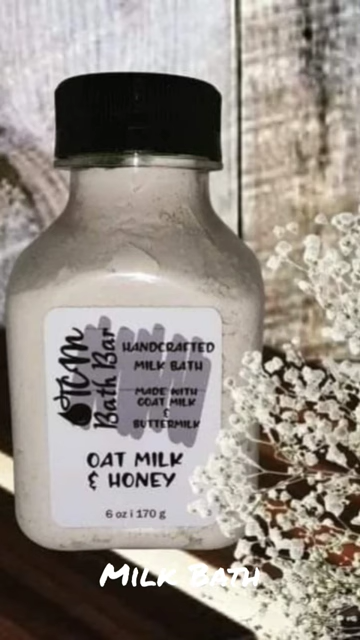 HANDCRAFTED
MILK BATH
MADE WITH
GOAT MILK
&
BUTTERMILK
Bath Bar
OAT MILK
& HONEY
6 oz i 170 g
MILK BATH